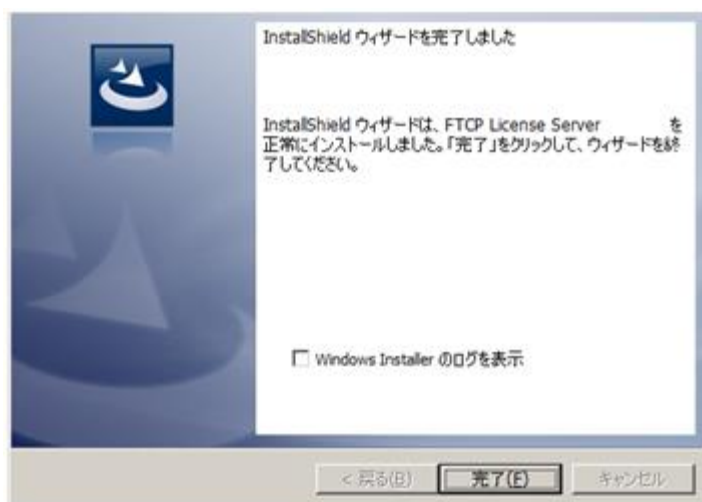 InstallShield ウィザードを完了しました
InstallShield ウィザードは、FTCP License Server を
正常にインストールしました。「完了」をクリックして、ウィザードを終
了してください。
Windows Installer のログを表示
< 戻る(B) 完了(F) キャンセル